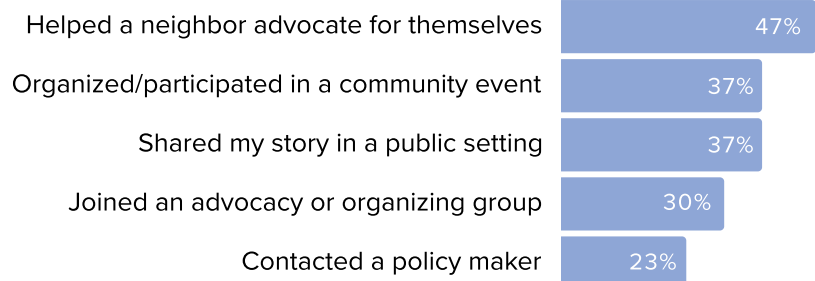 Helped a neighbor advocate for themselves 47%
Organized/participated in a community event 37%
Shared my story in a public setting 37%
Joined an advocacy or organizing group 30%
Contacted a policy maker 23%